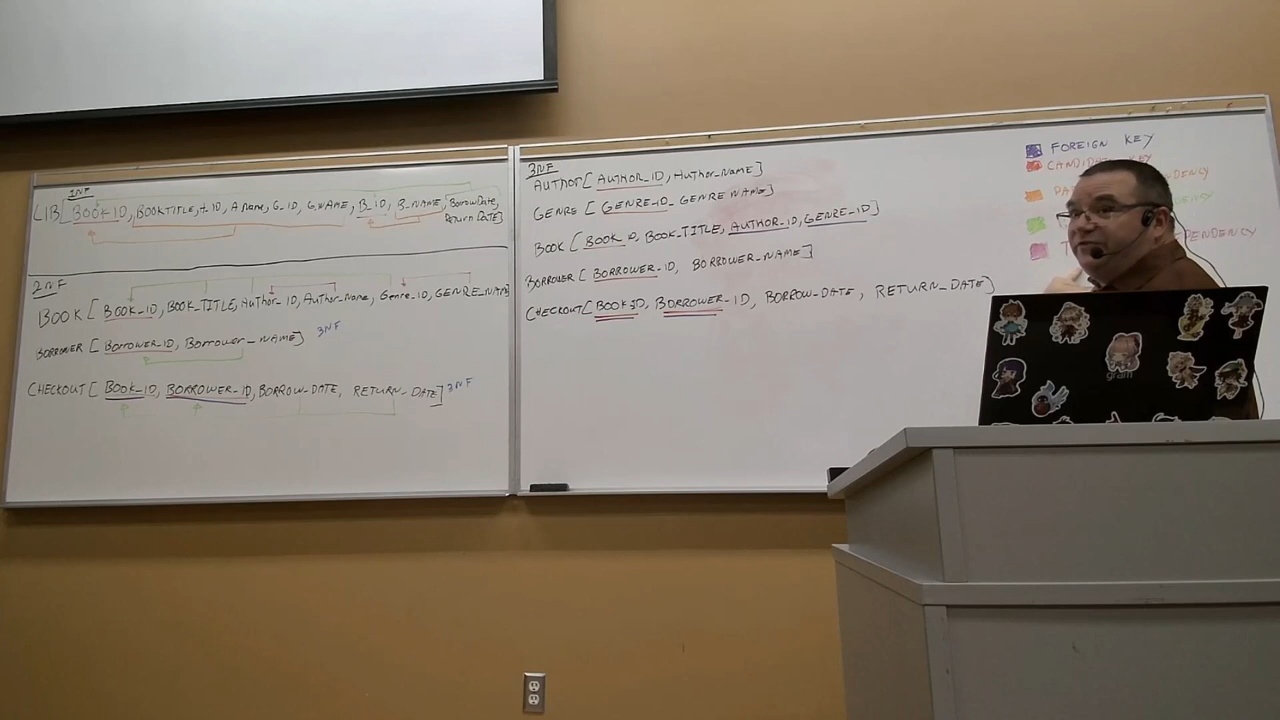 1NF
LIB[BOOK-ID, BOOKTITLE, A-ID, A name, G-ID, G.NAME, B-ID, B-NAME, BorrowDate,
Return DATE]
2NF
BOOK [BOOK-ID, BOOK-TITLE, Author-ID, Author-Name, Genre-ID, GENRE-NAME
BORROWER [BORROWER-ID, Borrower-NAME] 3NF
CHECKOUT [BOOK-ID, BORROWER-ID, BORROW-DATE, RETURN-DATE] 3NF
3NF
AUTHOR [AUTHOR-ID, AUTHOR-NAME]
GENRE [GENRE-ID - GENRE NAME]
BOOK [BOOK-ID, BOOK-TITLE, AUTHOR-ID, GENRE-ID]
BORROWER [BORROWER-ID, BORROWER-NAME]
CHECKOUT[BOOK-ID, BORROWER-ID, BORROW-DATE, RETURN-DATE]
FOREIGN KEY
gram